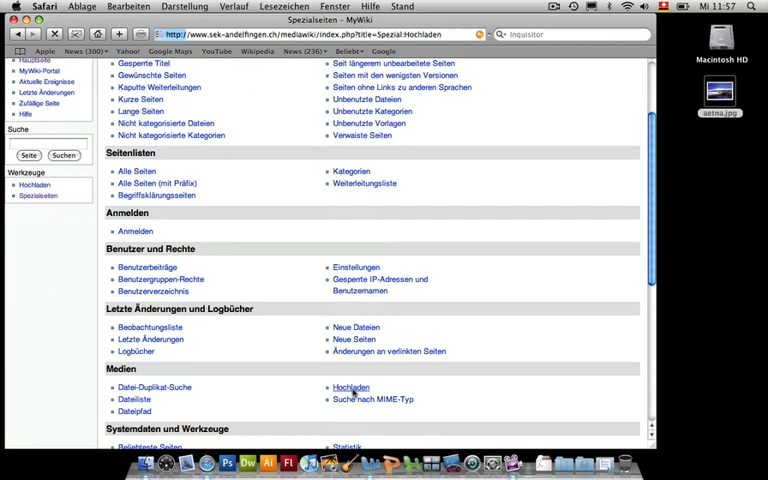 Safari Ablage Bearbeiten Darstellung Verlauf Lesezeichen Fenster Hilfe Stand Mi 11:57
Spezialseiten – MyWiki
http://www.sek-andelfingen.ch/mediawiki/index.php?title=Spezial:Hochladen Inquisitor
Apple News (300) Yahoo! Google Maps YouTube Wikipedia News (236) Beliebt Google
Macintosh HD
aetna.jpg
Hauptseite
MyWiki-Portal
Aktuelle Ereignisse
Letzte Änderungen
Zufällige Seite
Hilfe
Suche
Seite Suchen
Werkzeuge
Hochladen
Spezialseiten
Gesperrte Titel
Gewünschte Seiten
Kaputte Weiterleitungen
Kurze Seiten
Lange Seiten
Nicht kategorisierte Dateien
Nicht kategorisierte Kategorien
Seit längerem unbearbeitete Seiten
Seiten mit den wenigsten Versionen
Seiten ohne Links zu anderen Sprachen
Unbenutzte Dateien
Unbenutzte Kategorien
Unbenutzte Vorlagen
Verwaiste Seiten
Seitenlisten
Alle Seiten
Alle Seiten (mit Präfix)
Begriffsklärungsseiten
Kategorien
Weiterleitungsliste
Anmelden
Anmelden
Benutzer und Rechte
Benutzerbeiträge
Benutzergruppen-Rechte
Benutzerverzeichnis
Einstellungen
Gesperrte IP-Adressen und
Benutzernamen
Letzte Änderungen und Logbücher
Beobachtungsliste
Letzte Änderungen
Logbücher
Neue Dateien
Neue Seiten
Änderungen an verlinkten Seiten
Medien
Datei-Duplikat-Suche
Dateiliste
Dateipfad
Hochladen
Suche nach MIME-Typ
Systemdaten und Werkzeuge
Beliebteste Seiten
Statistik
Ps Dw Ai Fl